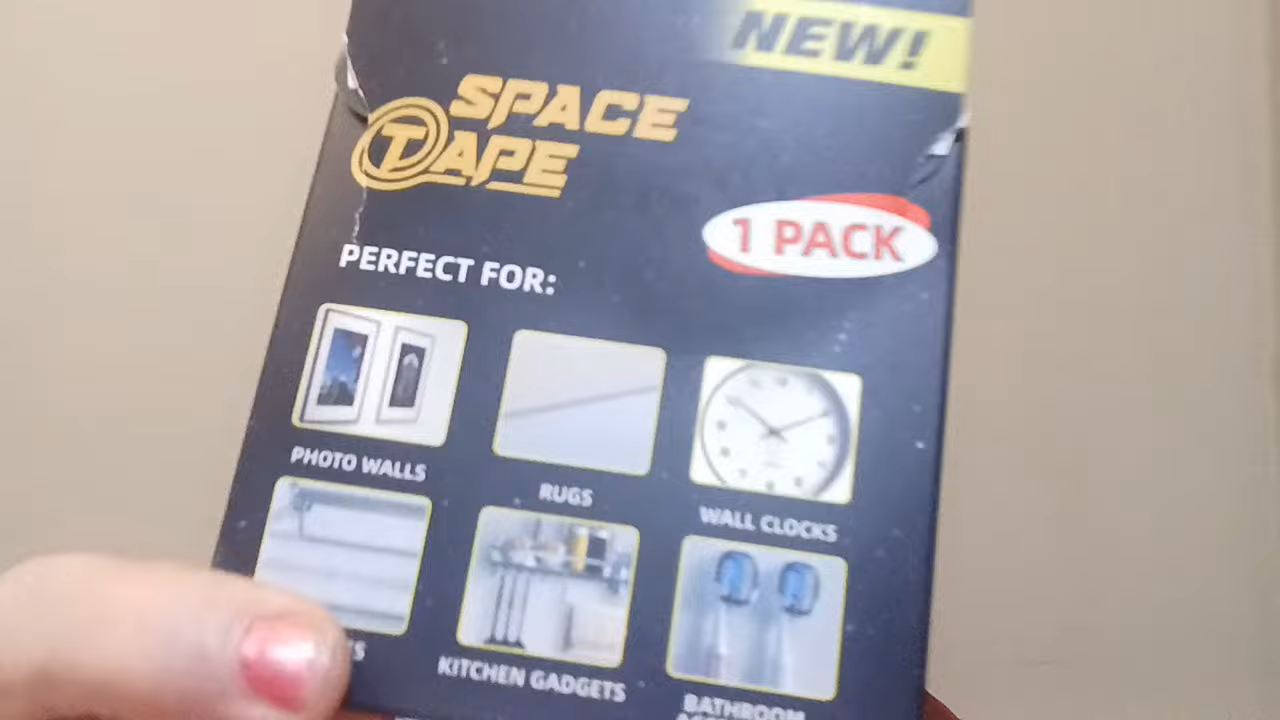 NEW!
SPACE
TAPE
1 PACK
PERFECT FOR:
PHOTO WALLS
RUGS
WALL CLOCKS
KITCHEN GADGETS
BATHROOM